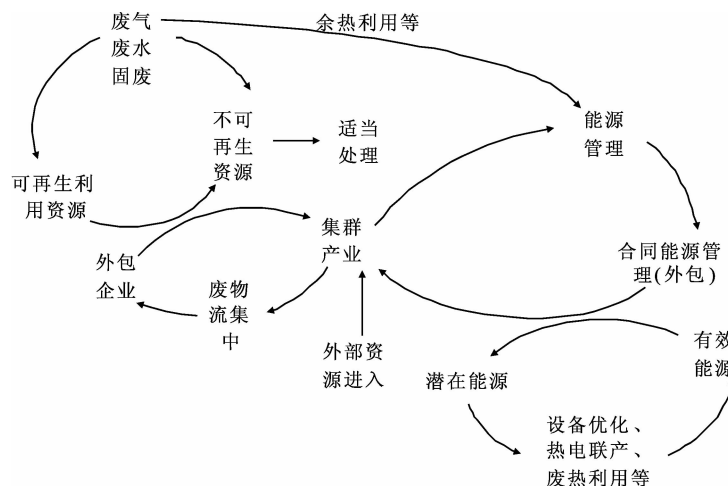 废气
废水
固废
余热利用等
不可
再生
资源
适当
处理
能源
管理
可再生利
用资源
集群
产业
外包
企业
废物
流集
中
外部资
源进入
合同能源管
理(外包)
潜在能源
有效
能源
设备优化、
热电联产、
废热利用等